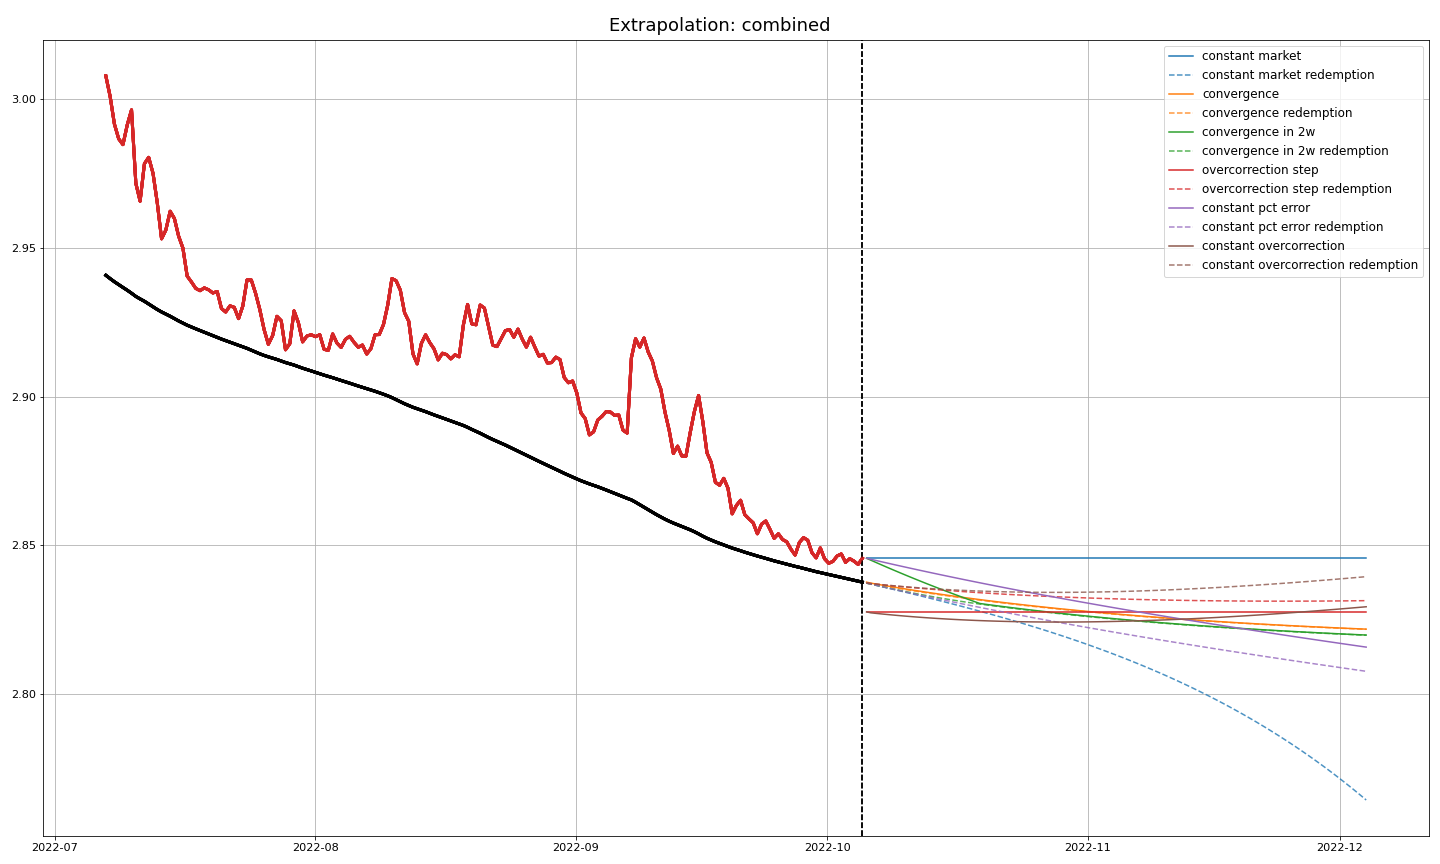 Extrapolation: combined
constant market
constant market redemption
convergence
convergence redemption
convergence in 2w
convergence in 2w redemption
overcorrection step
overcorrection step redemption
constant pct error
constant pct error redemption
constant overcorrection
constant overcorrection redemption
3.00
2.95
2.90
2.85
2.80
2022-07 2022-08 2022-09 2022-10 2022-11 2022-12